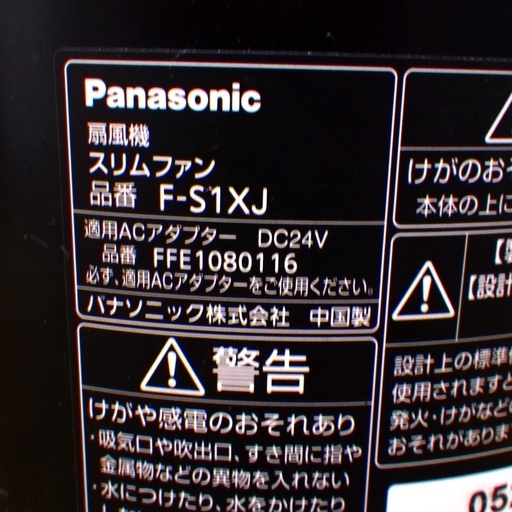 Panasonic
扇風機
スリムファン
品番 F-S1XJ
適用ACアダプター DC24V
品番 FFE1080116
必ず、適用ACアダプターをご使用ください。
パナソニック株式会社 中国製
警告
けがや感電のおそれあり
・吸気口や吹出口、すき間に指や
金属物などの異物を入れない
・水につけたり、水をかけたり
けがのおそ
本体の上に
【設計
設計上の標準
使用されますと
発火・けがなどの
おそれがありま
052